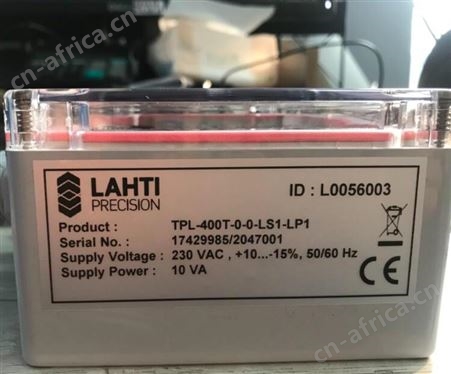 cn-africa.cn
LAHTI
PRECISION
ID : L0056003
Product : TPL-400T-0-0-LS1-LP1
Serial No. : 17429985/2047001
Supply Voltage : 230 VAC , +10...-15%, 50/60 Hz
Supply Power : 10 VA
CE
cn-africa.cn